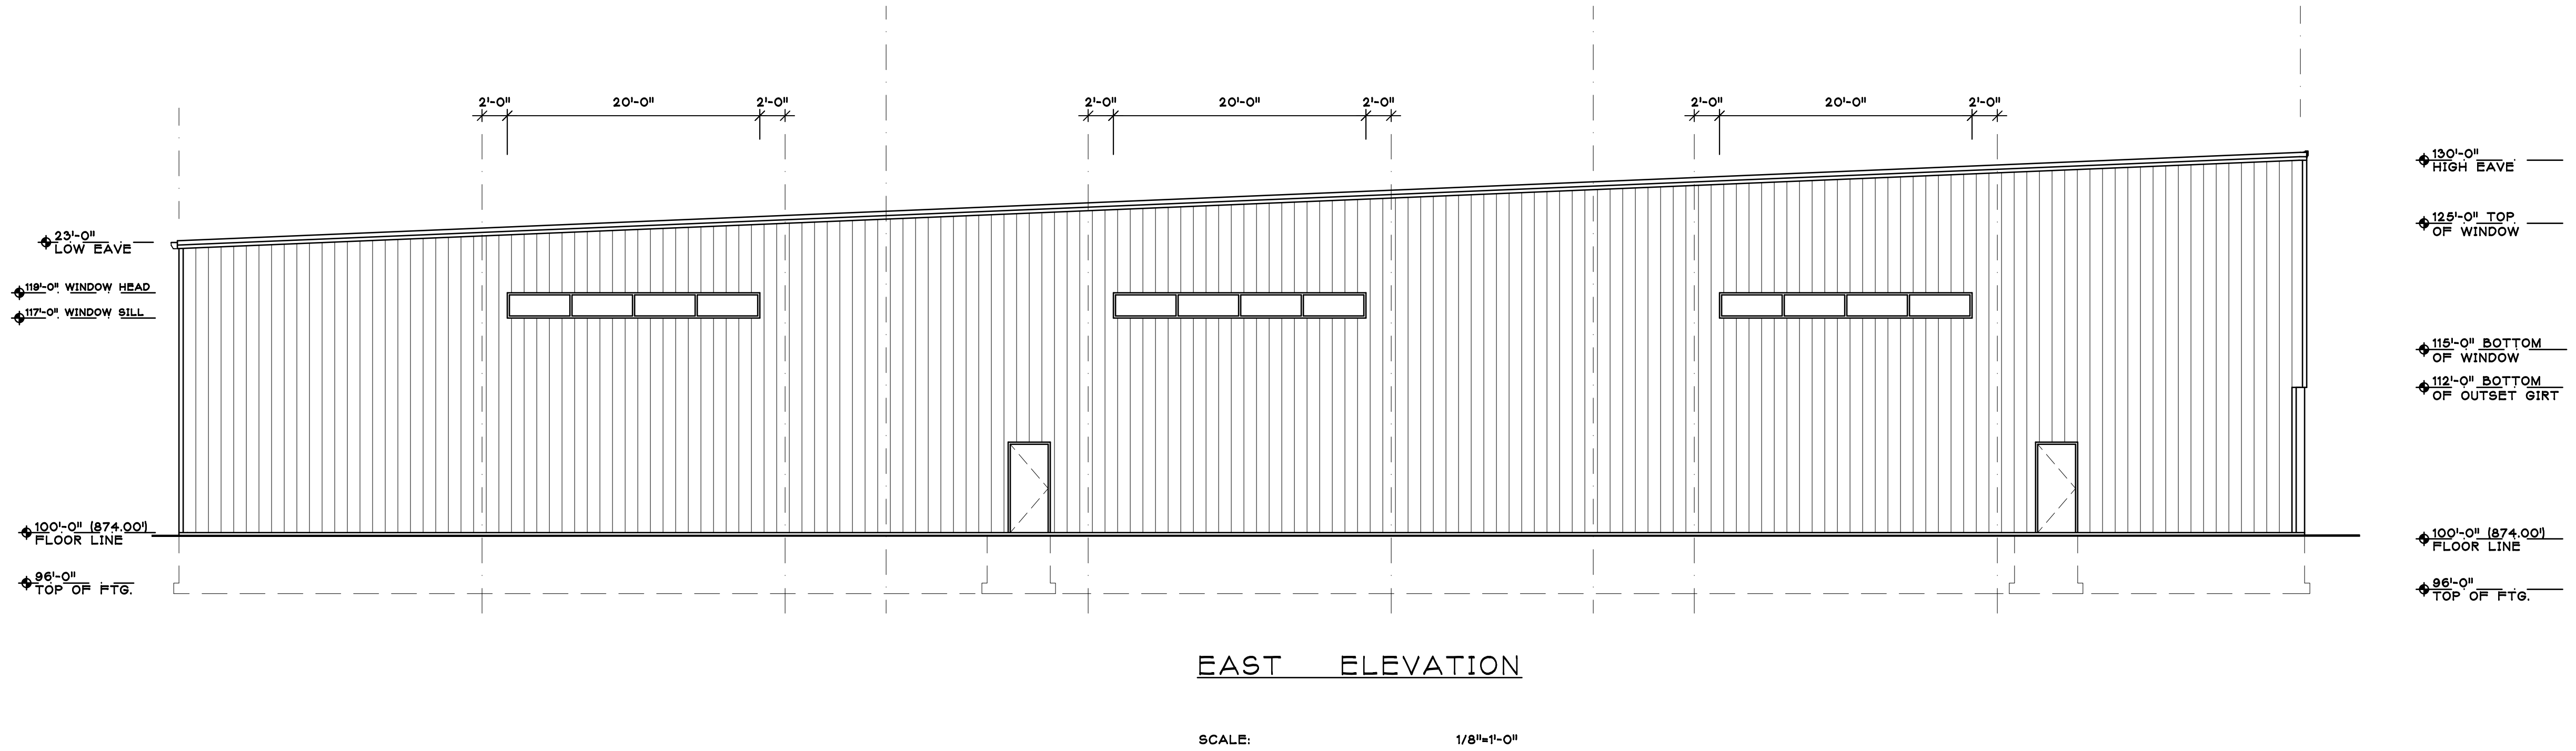 2'-0" 20'-0" 2'-0" 2'-0" 20'-0" 2'-0" 2'-0" 20'-0" 2'-0"
23'-0"
LOW EAVE
119'-0" WINDOW HEAD
117'-0" WINDOW SILL
100'-0" (874.00')
FLOOR LINE
96'-0"
TOP OF FTG.
130'-0"
HIGH EAVE
125'-0" TOP
OF WINDOW
115'-0" BOTTOM
OF WINDOW
112'-0" BOTTOM
OF OUTSET GIRT
100'-0" (874.00')
FLOOR LINE
96'-0"
TOP OF FTG.
EAST ELEVATION
SCALE: 1/8"=1'-0"